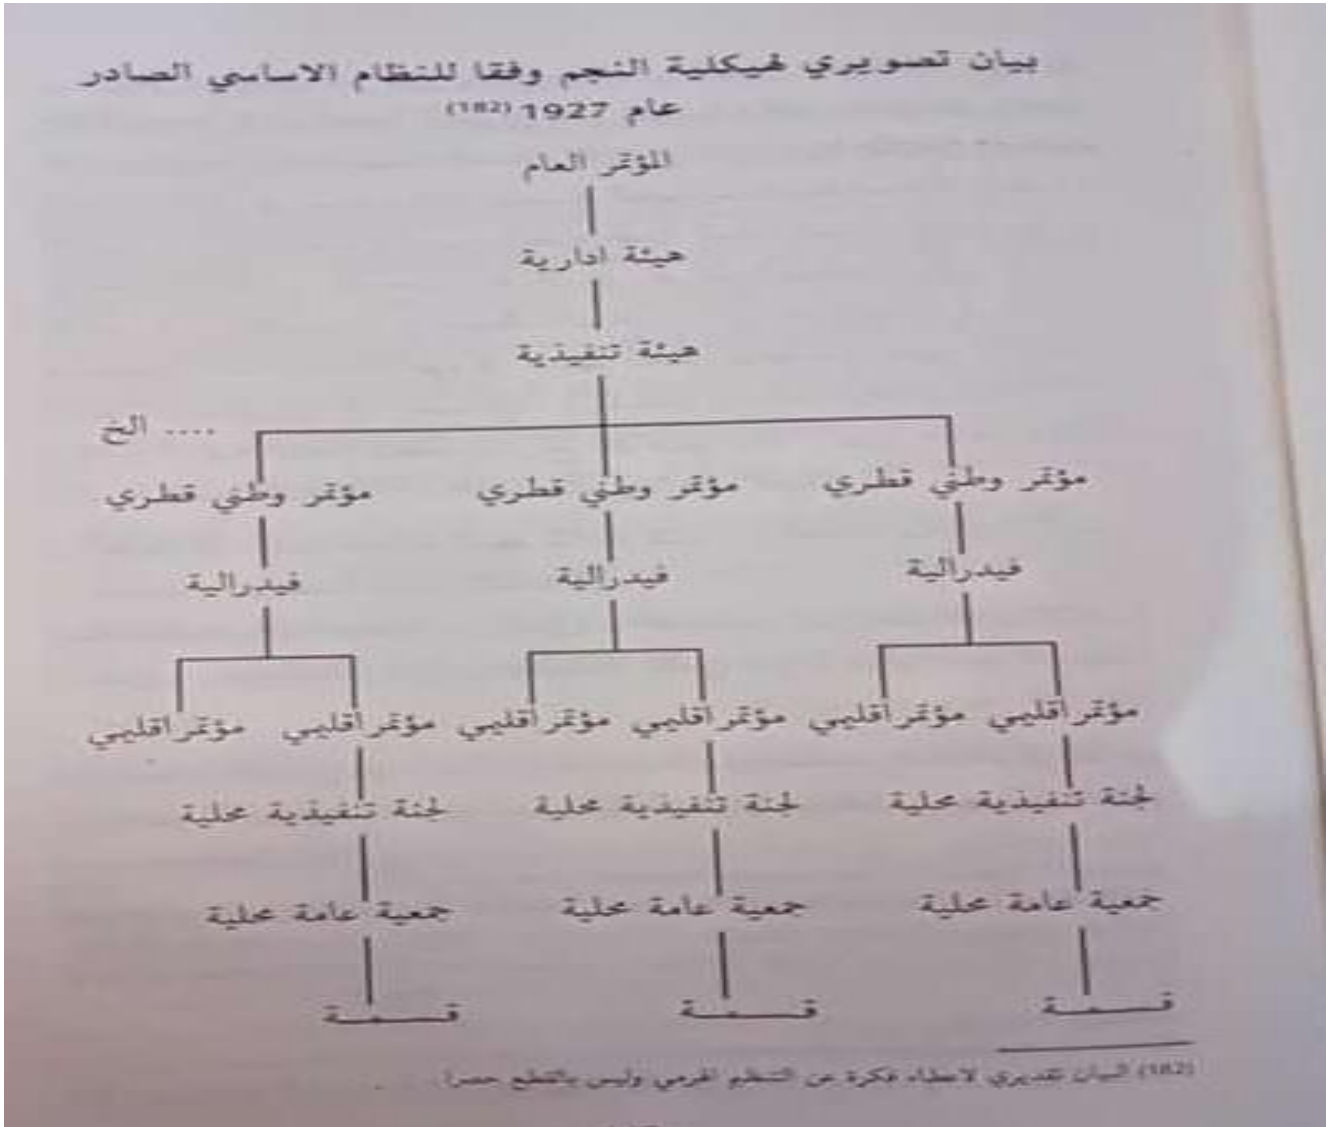 بيان تصويري لهيكلية النجم وفقا للنظام الاساسي الصادر
عام 1927 (182)
المؤتمر العام
هيئة ادارية
هيئة تنفيذية
.... الخ
مؤتمر وطني قطري مؤتمر وطني قطري مؤتمر وطني قطري
فيدرالية فيدرالية فيدرالية
مؤتمر اقليمي مؤتمر اقليمي مؤتمر اقليمي مؤتمر اقليمي مؤتمر اقليمي مؤتمر اقليمي
لجنة تنفيذية محلية لجنة تنفيذية محلية لجنة تنفيذية محلية
جمعية عامة محلية جمعية عامة محلية جمعية عامة محلية
قسمة قسمة قسمة
(182) البيان تقديري لاعطاء فكرة عن التنظيم الهرمي وليس بالقطع حصرا .